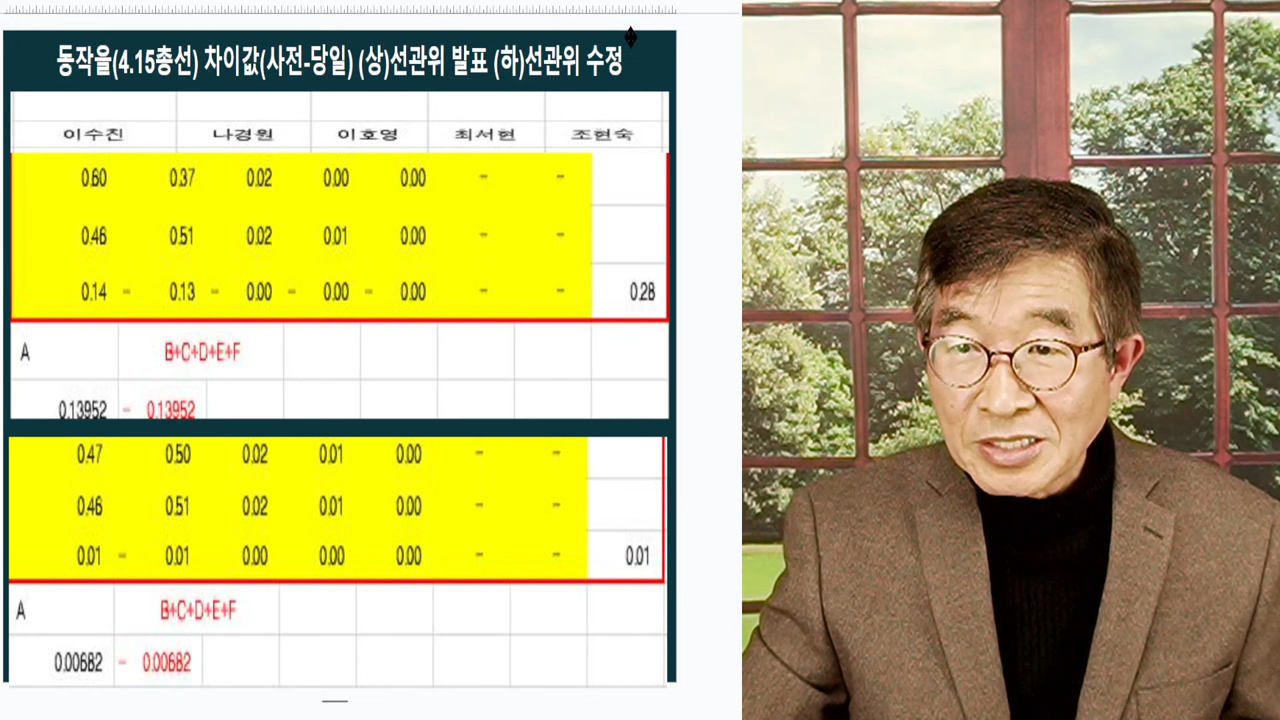 동작을(4.15총선) 차이값(사전-당일) (상)선관위 발표 (하)선관위 수정
이수진 나경원 이호영 최서현 조현숙
0.60 0.37 0.02 0.00 0.00 - -
0.46 0.51 0.02 0.01 0.00 - -
0.14 - 0.13 - 0.00 - 0.00 - 0.00 - - 0.28
A B+C+D+E+F
0.13952 - 0.13952
0.47 0.50 0.02 0.01 0.00 - -
0.46 0.51 0.02 0.01 0.00 - -
0.01 - 0.01 0.00 0.00 0.00 - - 0.01
A B+C+D+E+F
0.00682 - 0.00682